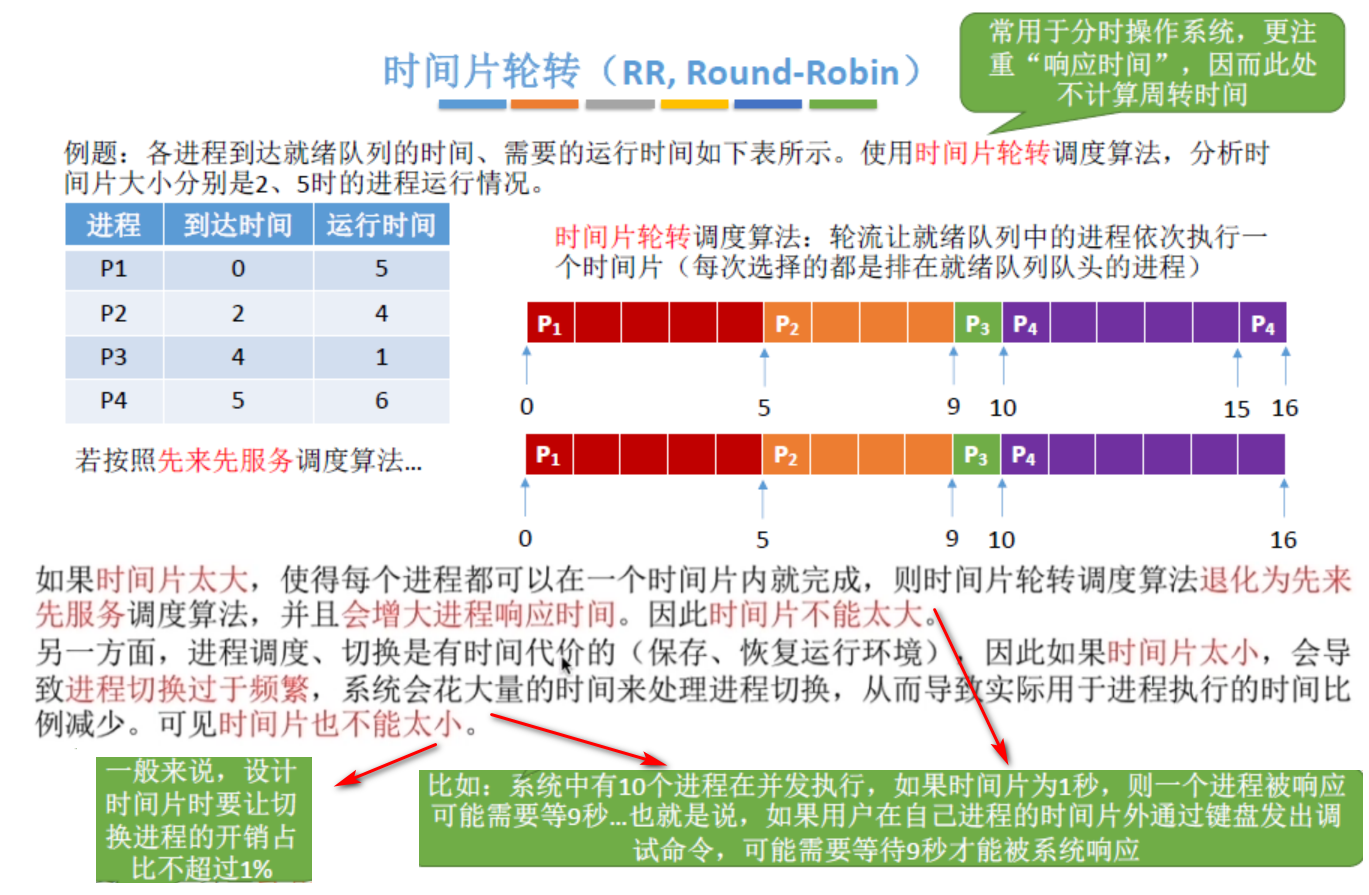 时间片轮转（RR, Round-Robin）
常用于分时操作系统，更注
重“响应时间”，因而此处
不计算周转时间
例题：各进程到达就绪队列的时间、需要的运行时间如下表所示。使用时间片轮转调度算法，分析时
间片大小分别是2、5时的进程运行情况。
进程 到达时间 运行时间
P1 0 5
P2 2 4
P3 4 1
P4 5 6
时间片轮转调度算法：轮流让就绪队列中的进程依次执行一
个时间片（每次选择的都是排在就绪队列队头的进程）
P1 P2 P3 P4 P4
0 5 9 10 15 16
若按照先来先服务调度算法...
P1 P2 P3 P4
0 5 9 10 16
如果时间片太大，使得每个进程都可以在一个时间片内就完成，则时间片轮转调度算法退化为先来
先服务调度算法，并且会增大进程响应时间。因此时间片不能太大。
另一方面，进程调度、切换是有时间代价的（保存、恢复运行环境），因此如果时间片太小，会导
致进程切换过于频繁，系统会花大量的时间来处理进程切换，从而导致实际用于进程执行的时间比
例减少。可见时间片也不能太小。
一般来说，设计
时间片时要让切
换进程的开销占
比不超过1%
比如：系统中有10个进程在并发执行，如果时间片为1秒，则一个进程被响应
可能需要等9秒...也就是说，如果用户在自己进程的时间片外通过键盘发出调
试命令，可能需要等待9秒才能被系统响应